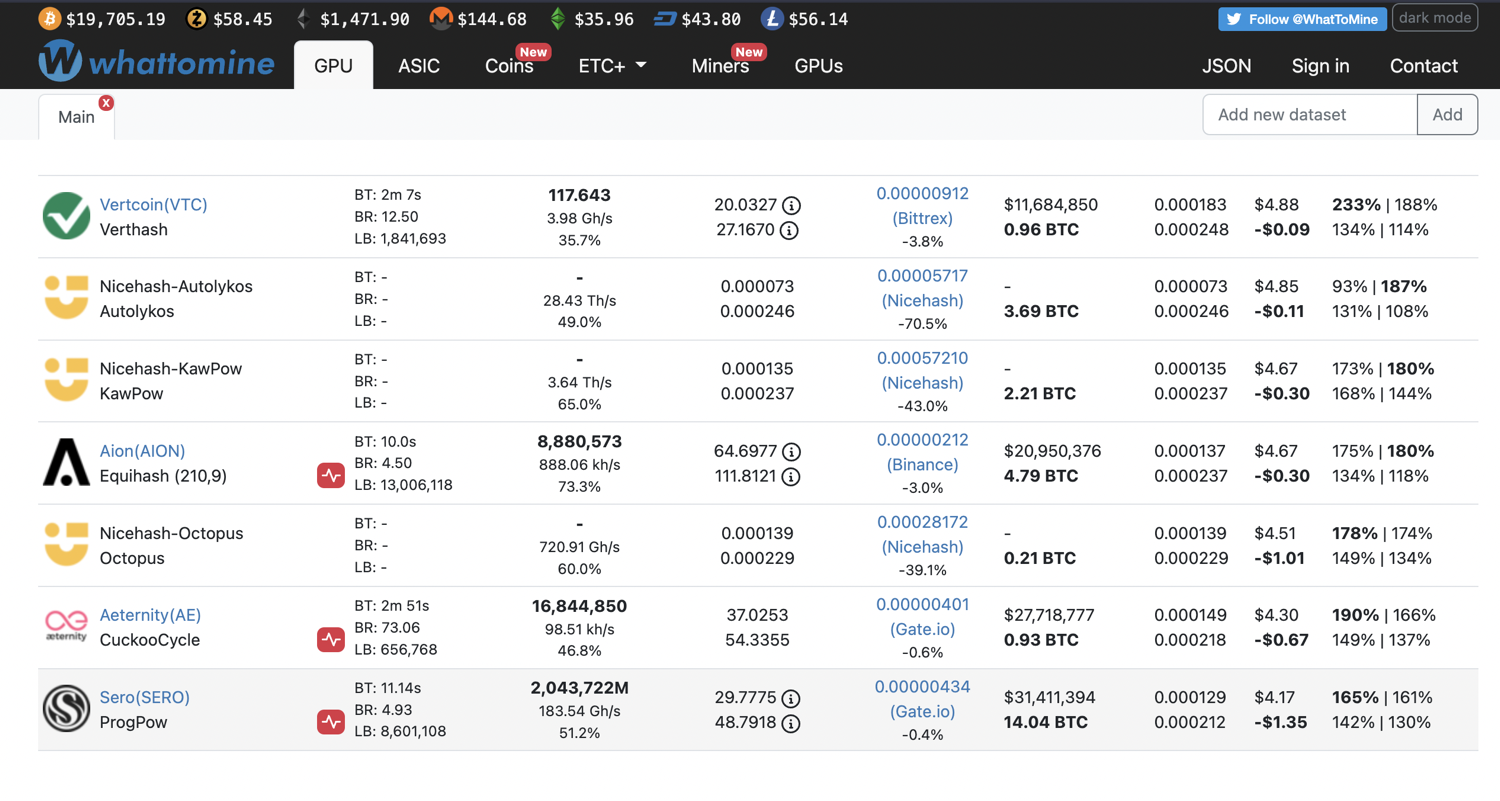 $19,705.19 $58.45 $1,471.90 $144.68 $35.96 $43.80 $56.14 Follow @WhatToMine dark mode
whattomine GPU ASIC Coins New ETC+ Miners New GPUs JSON Sign in Contact
Main x Add new dataset Add
Vertcoin(VTC)
Verthash
BT: 2m 7s
BR: 12.50
LB: 1,841,693
117.643
3.98 Gh/s
35.7%
20.0327
27.1670
0.00000912
(Bittrex)
-3.8%
$11,684,850
0.96 BTC
0.000183
0.000248
$4.88
-$0.09
233% | 188%
134% | 114%
Nicehash-Autolykos
Autolykos
BT: -
BR: -
LB: -
-
28.43 Th/s
49.0%
0.000073
0.000246
0.00005717
(Nicehash)
-70.5%
-
3.69 BTC
0.000073
0.000246
$4.85
-$0.11
93% | 187%
131% | 108%
Nicehash-KawPow
KawPow
BT: -
BR: -
LB: -
-
3.64 Th/s
65.0%
0.000135
0.000237
0.00057210
(Nicehash)
-43.0%
-
2.21 BTC
0.000135
0.000237
$4.67
-$0.30
173% | 180%
168% | 144%
Aion(AION)
Equihash (210,9)
BT: 10.0s
BR: 4.50
LB: 13,006,118
8,880,573
888.06 kh/s
73.3%
64.6977
111.8121
0.00000212
(Binance)
-3.0%
$20,950,376
4.79 BTC
0.000137
0.000237
$4.67
-$0.30
175% | 180%
134% | 118%
Nicehash-Octopus
Octopus
BT: -
BR: -
LB: -
-
720.91 Gh/s
60.0%
0.000139
0.000229
0.00028172
(Nicehash)
-39.1%
-
0.21 BTC
0.000139
0.000229
$4.51
-$1.01
178% | 174%
149% | 134%
æternity
Aeternity(AE)
CuckooCycle
BT: 2m 51s
BR: 73.06
LB: 656,768
16,844,850
98.51 kh/s
46.8%
37.0253
54.3355
0.00000401
(Gate.io)
-0.6%
$27,718,777
0.93 BTC
0.000149
0.000218
$4.30
-$0.67
190% | 166%
149% | 137%
Sero(SERO)
ProgPow
BT: 11.14s
BR: 4.93
LB: 8,601,108
2,043,722M
183.54 Gh/s
51.2%
29.7775
48.7918
0.00000434
(Gate.io)
-0.4%
$31,411,394
14.04 BTC
0.000129
0.000212
$4.17
-$1.35
165% | 161%
142% | 130%